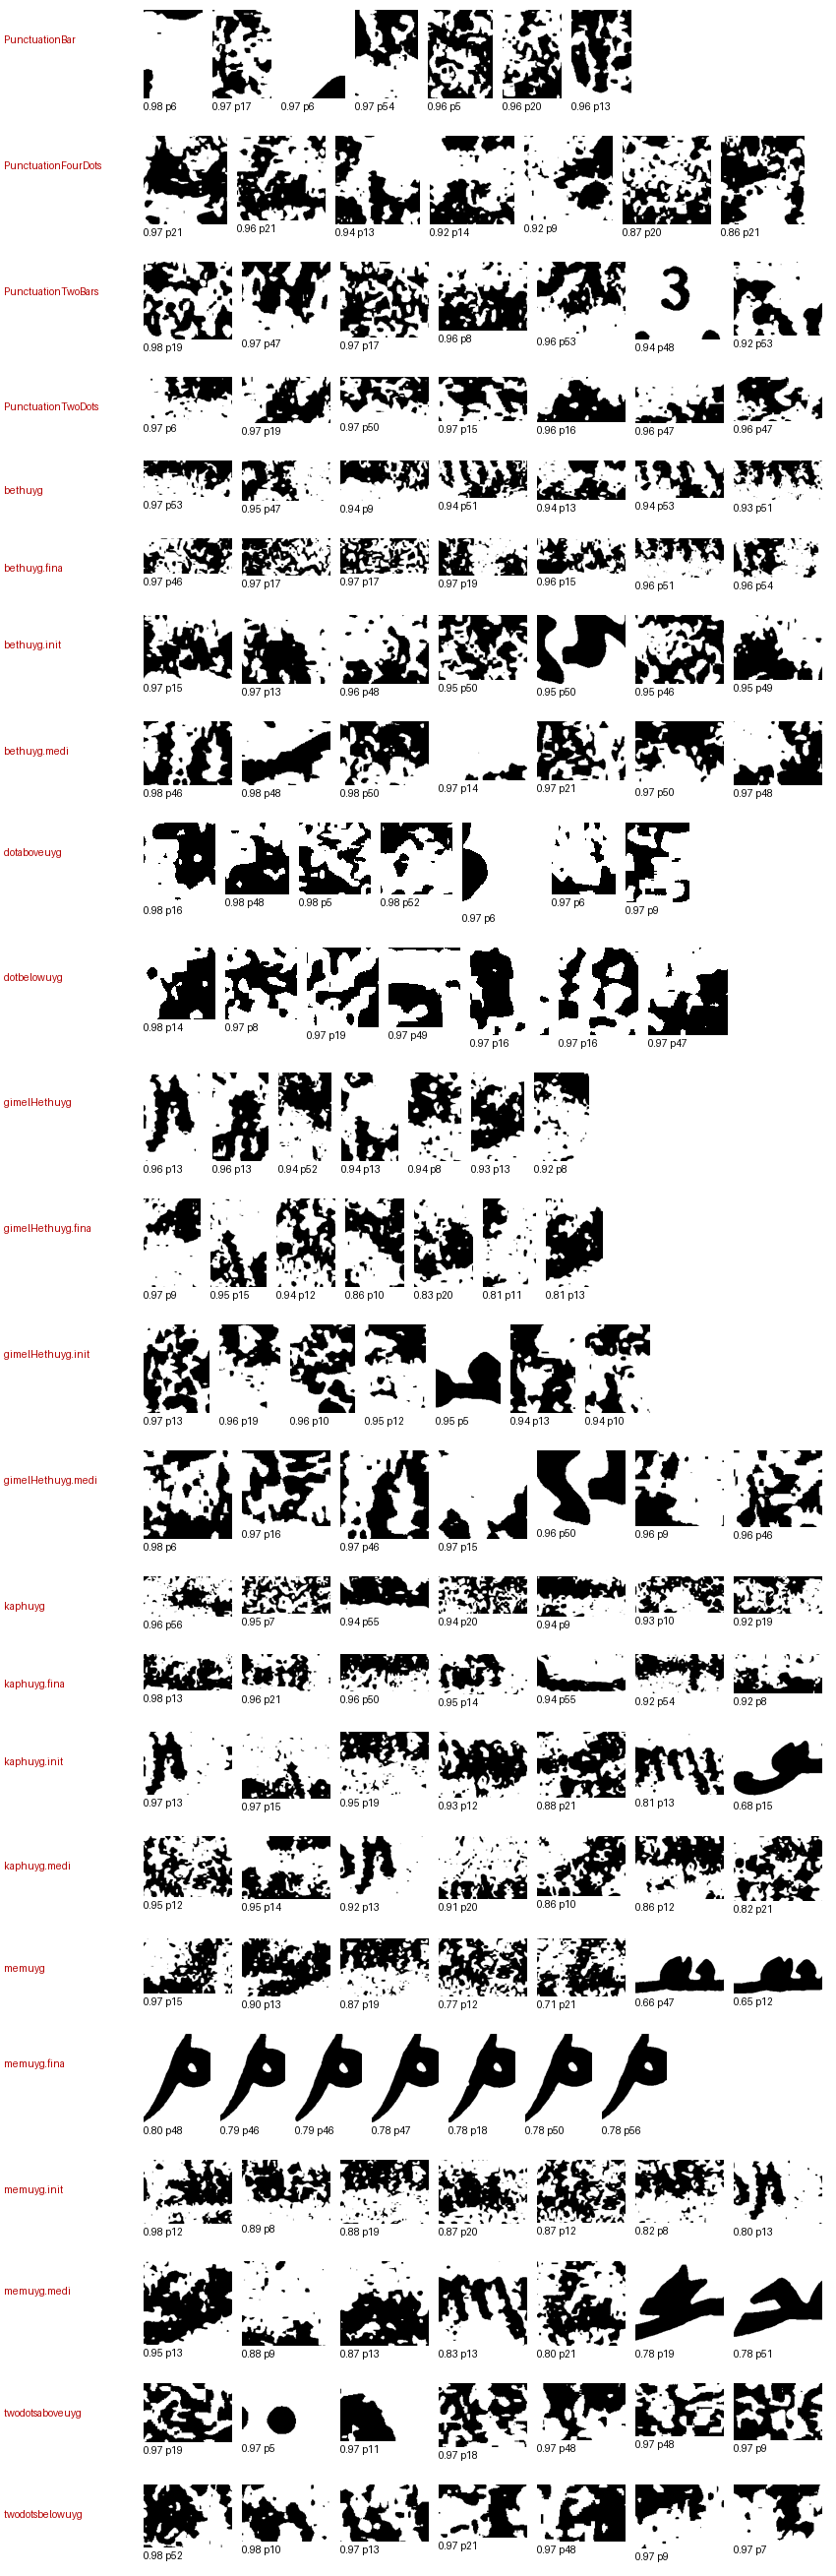 PunctuationBar
0.98 p6 0.97 p17 0.97 p6 0.97 p54 0.96 p5 0.96 p20 0.96 p13
PunctuationFourDots
0.97 p21 0.96 p21 0.94 p13 0.92 p14 0.92 p9 0.87 p20 0.86 p21
PunctuationTwoBars
3
0.98 p19 0.97 p47 0.97 p17 0.96 p8 0.96 p53 0.94 p48 0.92 p53
PunctuationTwoDots
0.97 p6 0.97 p19 0.97 p50 0.97 p15 0.96 p16 0.96 p47 0.96 p47
bethuyg
0.97 p53 0.95 p47 0.94 p9 0.94 p51 0.94 p13 0.94 p53 0.93 p51
bethuyg.fina
0.97 p46 0.97 p17 0.97 p17 0.97 p19 0.96 p15 0.96 p51 0.96 p54
bethuyg.init
0.97 p15 0.97 p13 0.96 p48 0.95 p50 0.95 p50 0.95 p46 0.95 p49
bethuyg.medi
0.98 p46 0.98 p48 0.98 p50 0.97 p14 0.97 p21 0.97 p50 0.97 p48
dotaboveuyg
0.98 p16 0.98 p48 0.98 p5 0.98 p52 0.97 p6 0.97 p6 0.97 p9
dotbelowuyg
0.98 p14 0.97 p8 0.97 p19 0.97 p49 0.97 p16 0.97 p16 0.97 p47
gimelHethuyg
0.96 p13 0.96 p13 0.94 p52 0.94 p13 0.94 p8 0.93 p13 0.92 p8
gimelHethuyg.fina
0.97 p9 0.95 p15 0.94 p12 0.86 p10 0.83 p20 0.81 p11 0.81 p13
gimelHethuyg.init
0.97 p13 0.96 p19 0.96 p10 0.95 p12 0.95 p5 0.94 p13 0.94 p10
gimelHethuyg.medi
0.98 p6 0.97 p16 0.97 p46 0.97 p15 0.96 p50 0.96 p9 0.96 p46
kaphuyg
0.96 p56 0.95 p7 0.94 p55 0.94 p20 0.94 p9 0.93 p10 0.92 p19
kaphuyg.fina
0.98 p13 0.96 p21 0.96 p50 0.95 p14 0.94 p55 0.92 p54 0.92 p8
kaphuyg.init
0.97 p13 0.97 p15 0.95 p19 0.93 p12 0.88 p21 0.81 p13 0.68 p15
kaphuyg.medi
0.95 p12 0.95 p14 0.92 p13 0.91 p20 0.86 p10 0.86 p12 0.82 p21
memuyg
0.97 p15 0.90 p13 0.87 p19 0.77 p12 0.71 p21 0.66 p47 0.65 p12
memuyg.fina
0.80 p48 0.79 p46 0.79 p46 0.78 p47 0.78 p18 0.78 p50 0.78 p56
memuyg.init
0.98 p12 0.89 p8 0.88 p19 0.87 p20 0.87 p12 0.82 p8 0.80 p13
memuyg.medi
0.95 p13 0.88 p9 0.87 p13 0.83 p13 0.80 p21 0.78 p19 0.78 p51
twodotsaboveuyg
0.97 p19 0.97 p5 0.97 p11 0.97 p18 0.97 p48 0.97 p48 0.97 p9
twodotsbelowuyg
0.98 p52 0.98 p10 0.97 p13 0.97 p21 0.97 p48 0.97 p9 0.97 p7